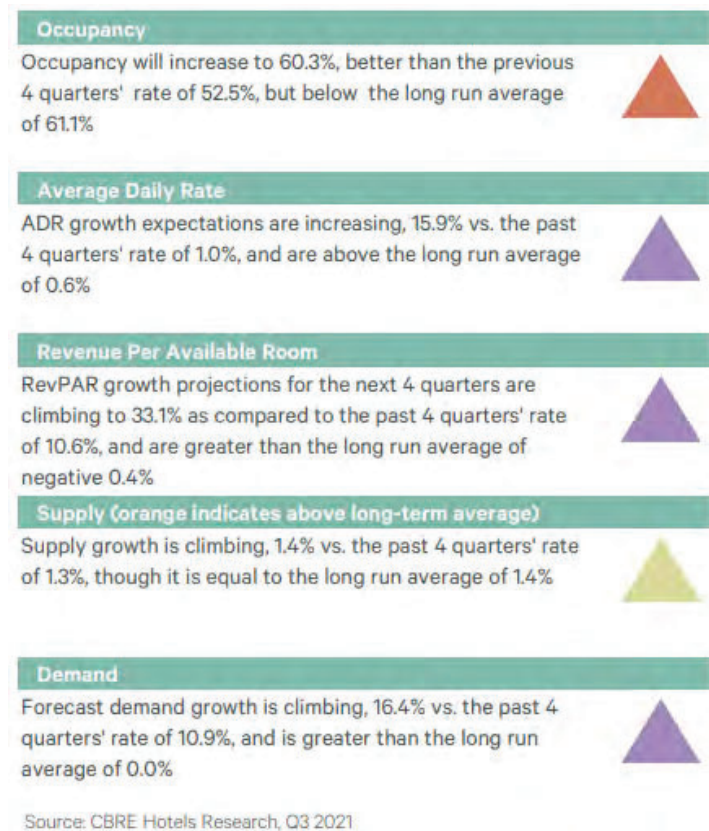 Occupancy
Occupancy will increase to 60.3%, better than the previous
4 quarters' rate of 52.5%, but below the long run average
of 61.1%
Average Daily Rate
ADR growth expectations are increasing, 15.9% vs. the past
4 quarters' rate of 1.0%, and are above the long run average
of 0.6%
Revenue Per Available Room
RevPAR growth projections for the next 4 quarters are
climbing to 33.1% as compared to the past 4 quarters' rate
of 10.6%, and are greater than the long run average of
negative 0.4%
Supply (orange indicates above long-term average)
Supply growth is climbing, 1.4% vs. the past 4 quarters' rate
of 1.3%, though it is equal to the long run average of 1.4%
Demand
Forecast demand growth is climbing, 16.4% vs. the past 4
quarters' rate of 10.9%, and is greater than the long run
average of 0.0%
Source: CBRE Hotels Research, Q3 2021